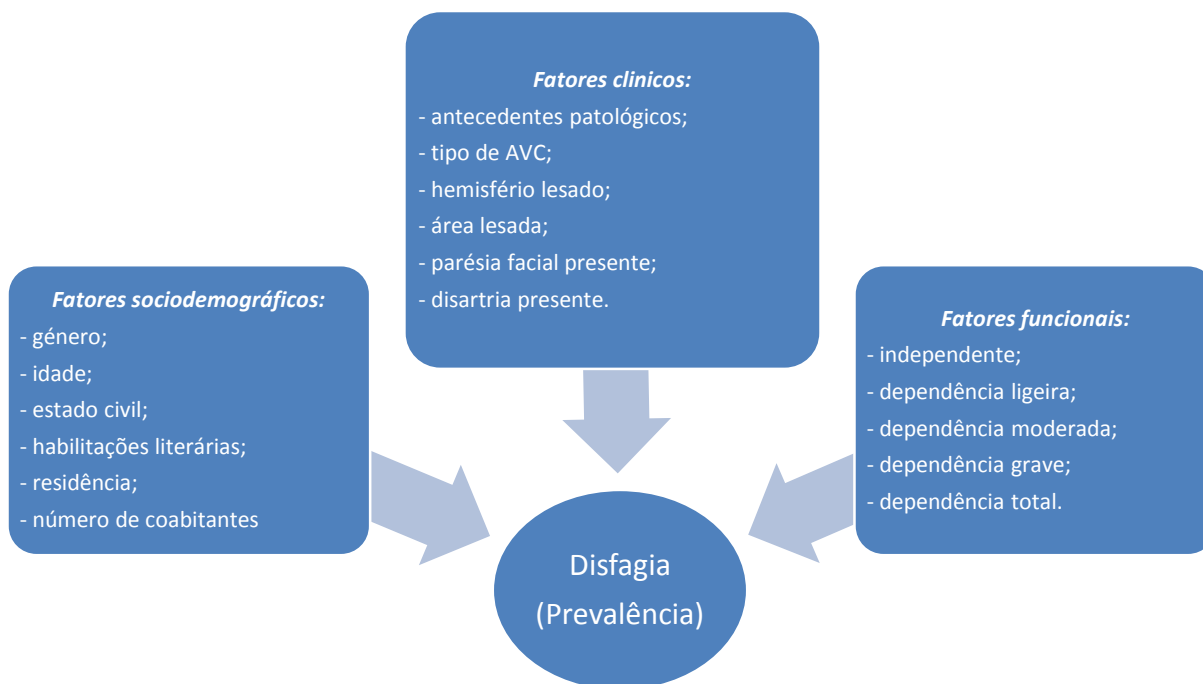 Fatores clinicos:
- antecedentes patológicos;
- tipo de AVC;
- hemisfério lesado;
- área lesada;
- parésia facial presente;
- disartria presente.
Fatores sociodemográficos:
- género;
- idade;
- estado civil;
- habilitações literárias;
- residência;
- número de coabitantes
Fatores funcionais:
- independente;
- dependência ligeira;
- dependência moderada;
- dependência grave;
- dependência total.
Disfagia
(Prevalência)